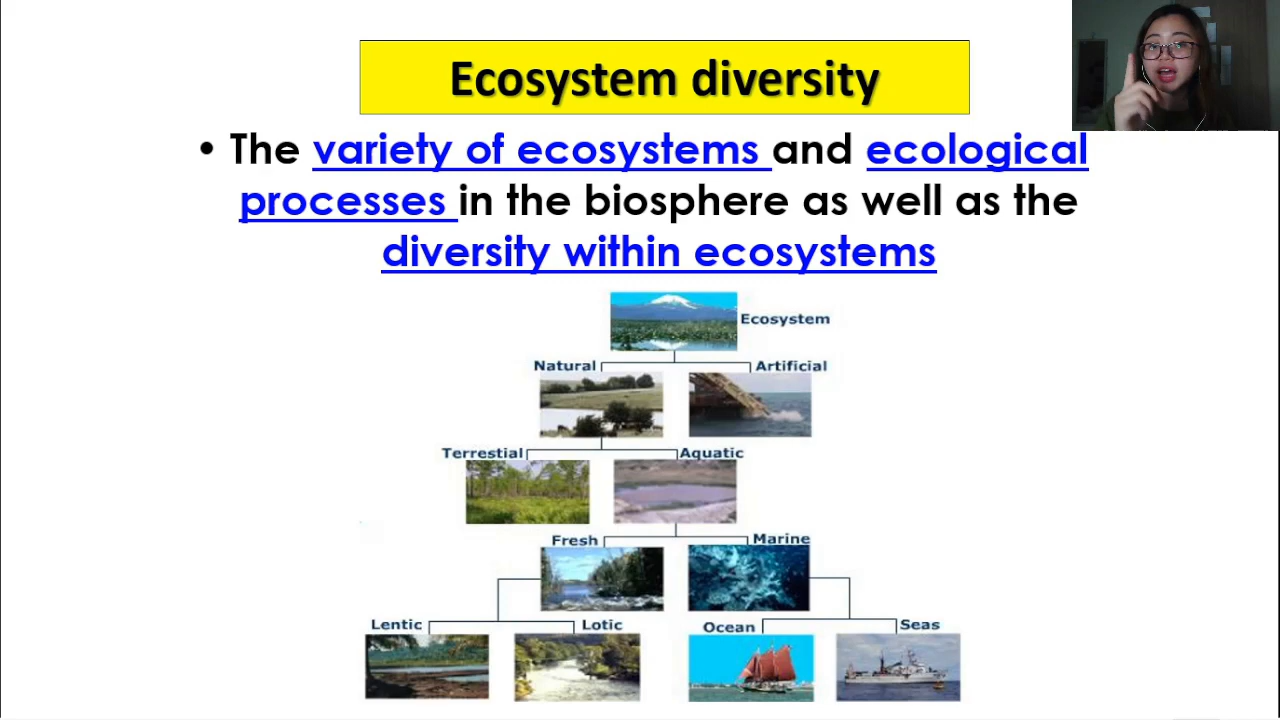 Ecosystem diversity
• The variety of ecosystems and ecological
processes in the biosphere as well as the
diversity within ecosystems
Ecosystem
Natural
Artificial
Terrestial
Aquatic
Fresh
Marine
Lentic
Lotic
Ocean
Seas